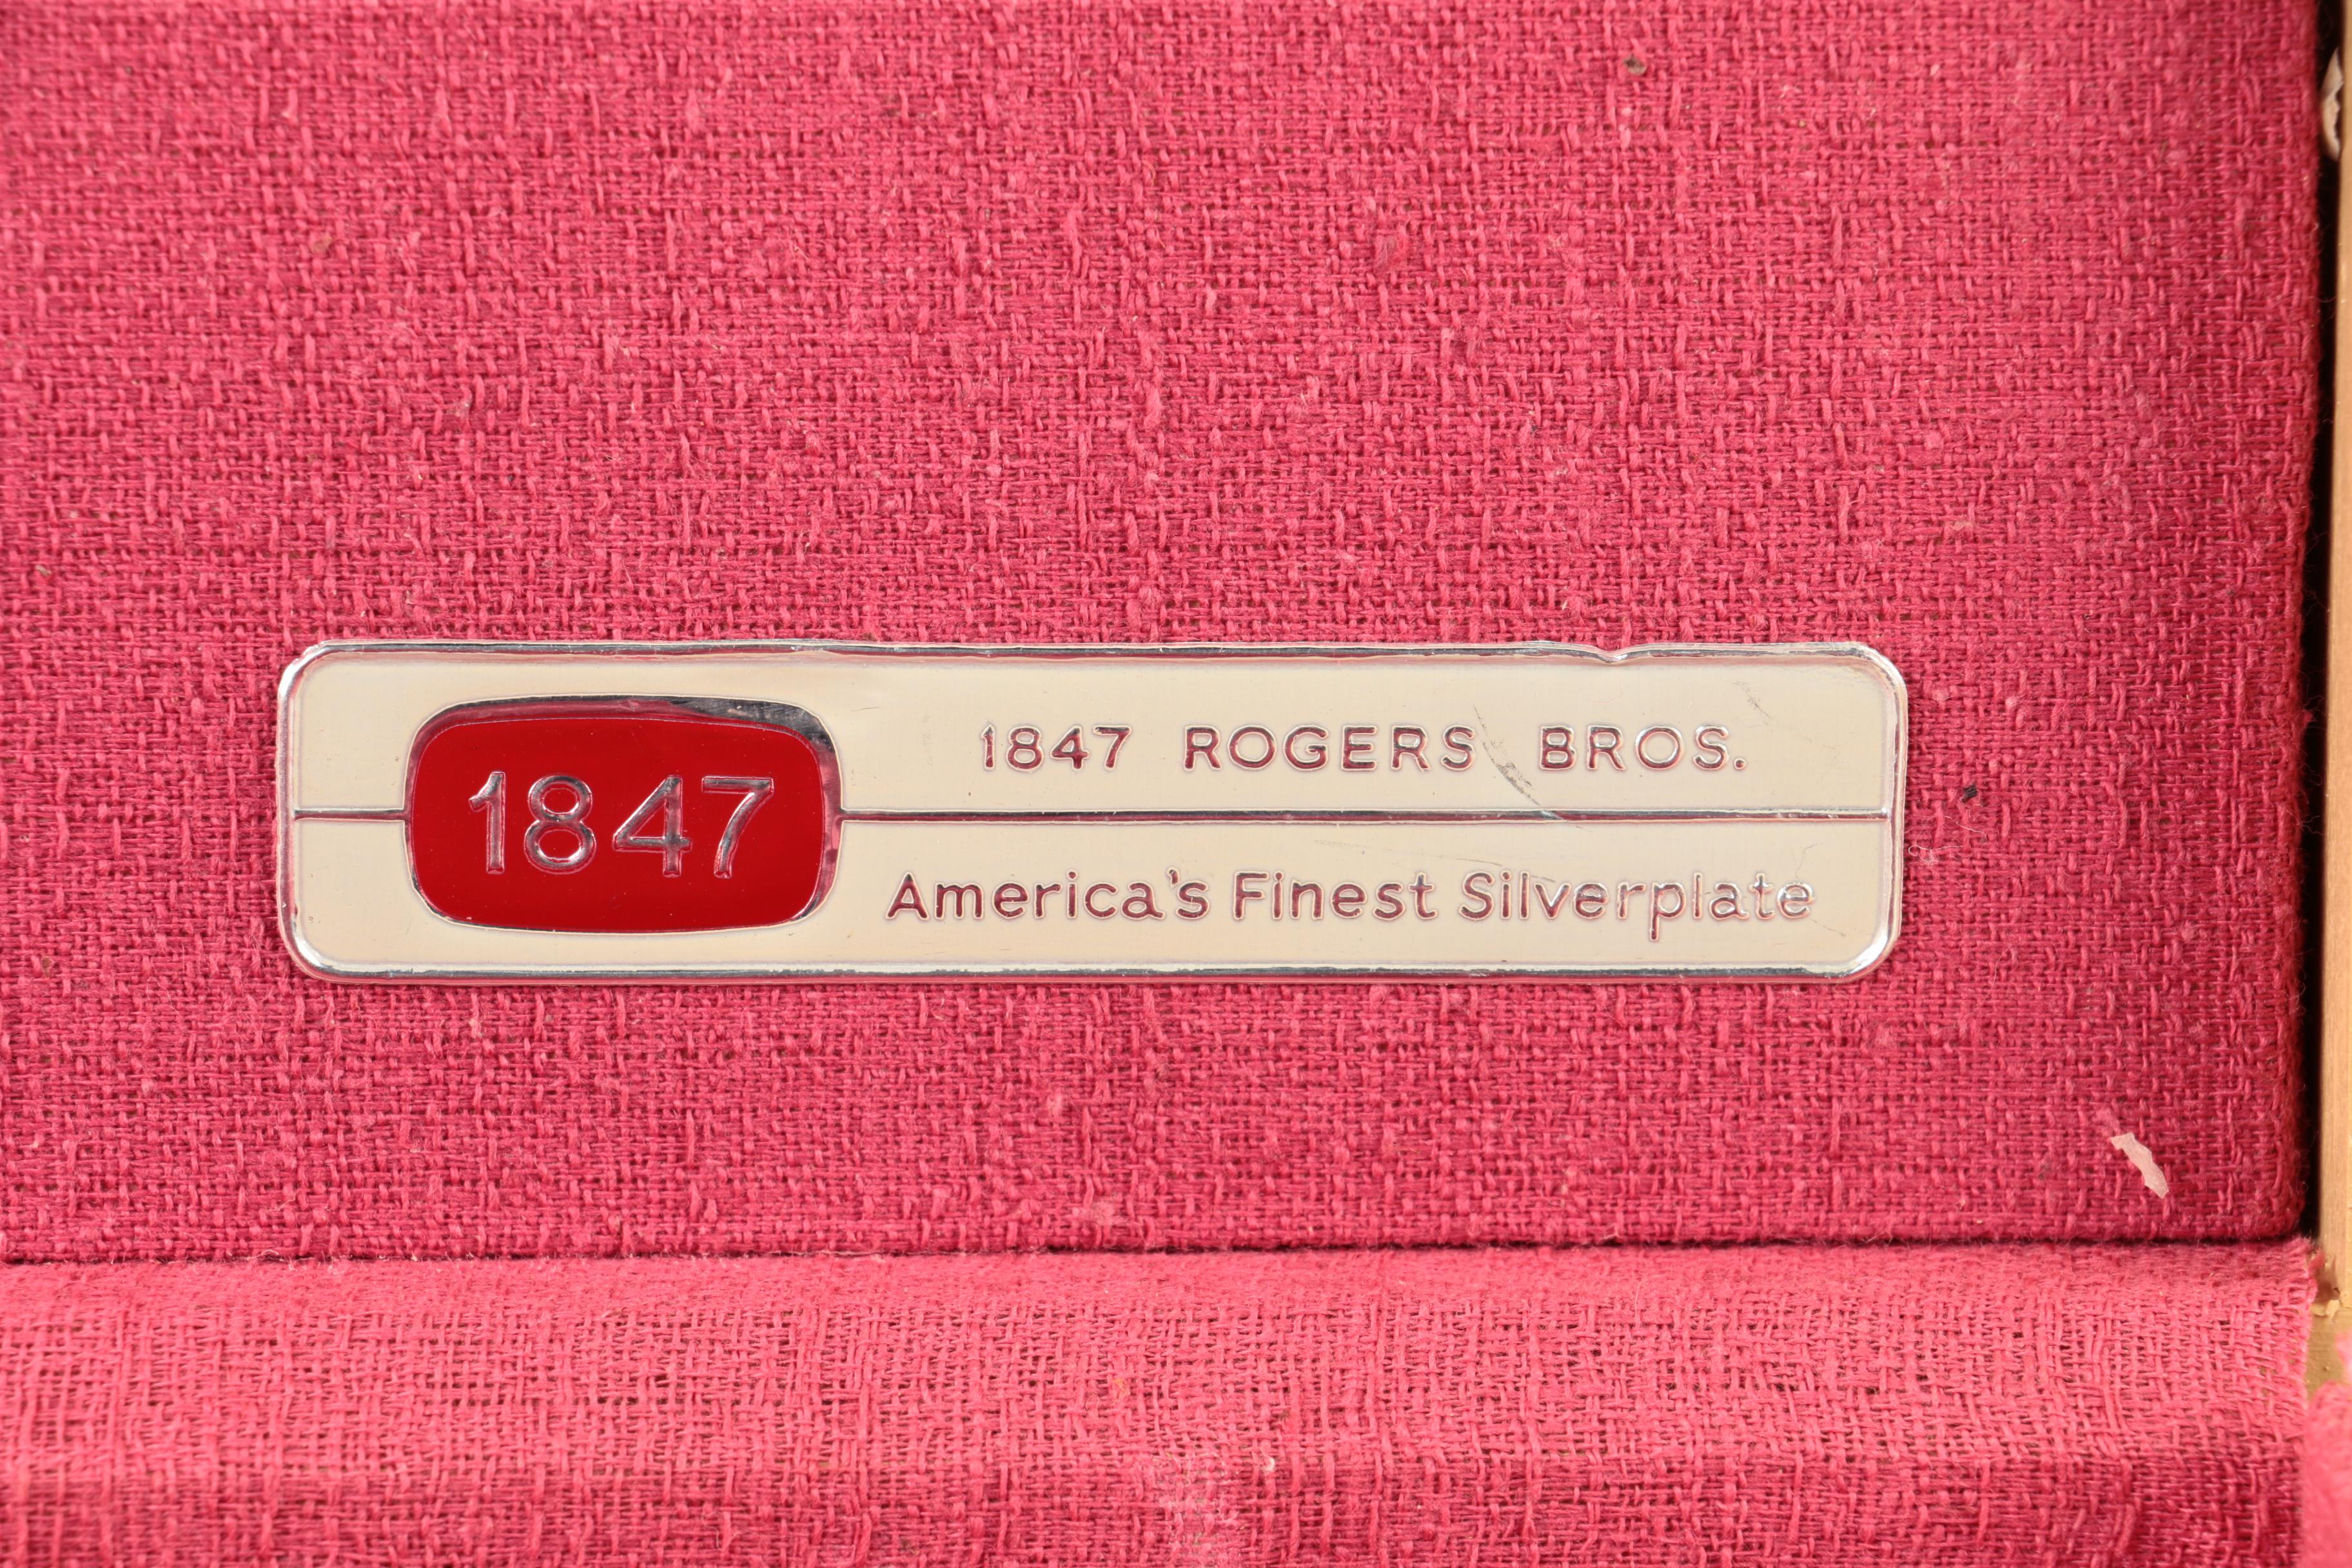 1847
1847 ROGERS BROS.
America's Finest Silverplate